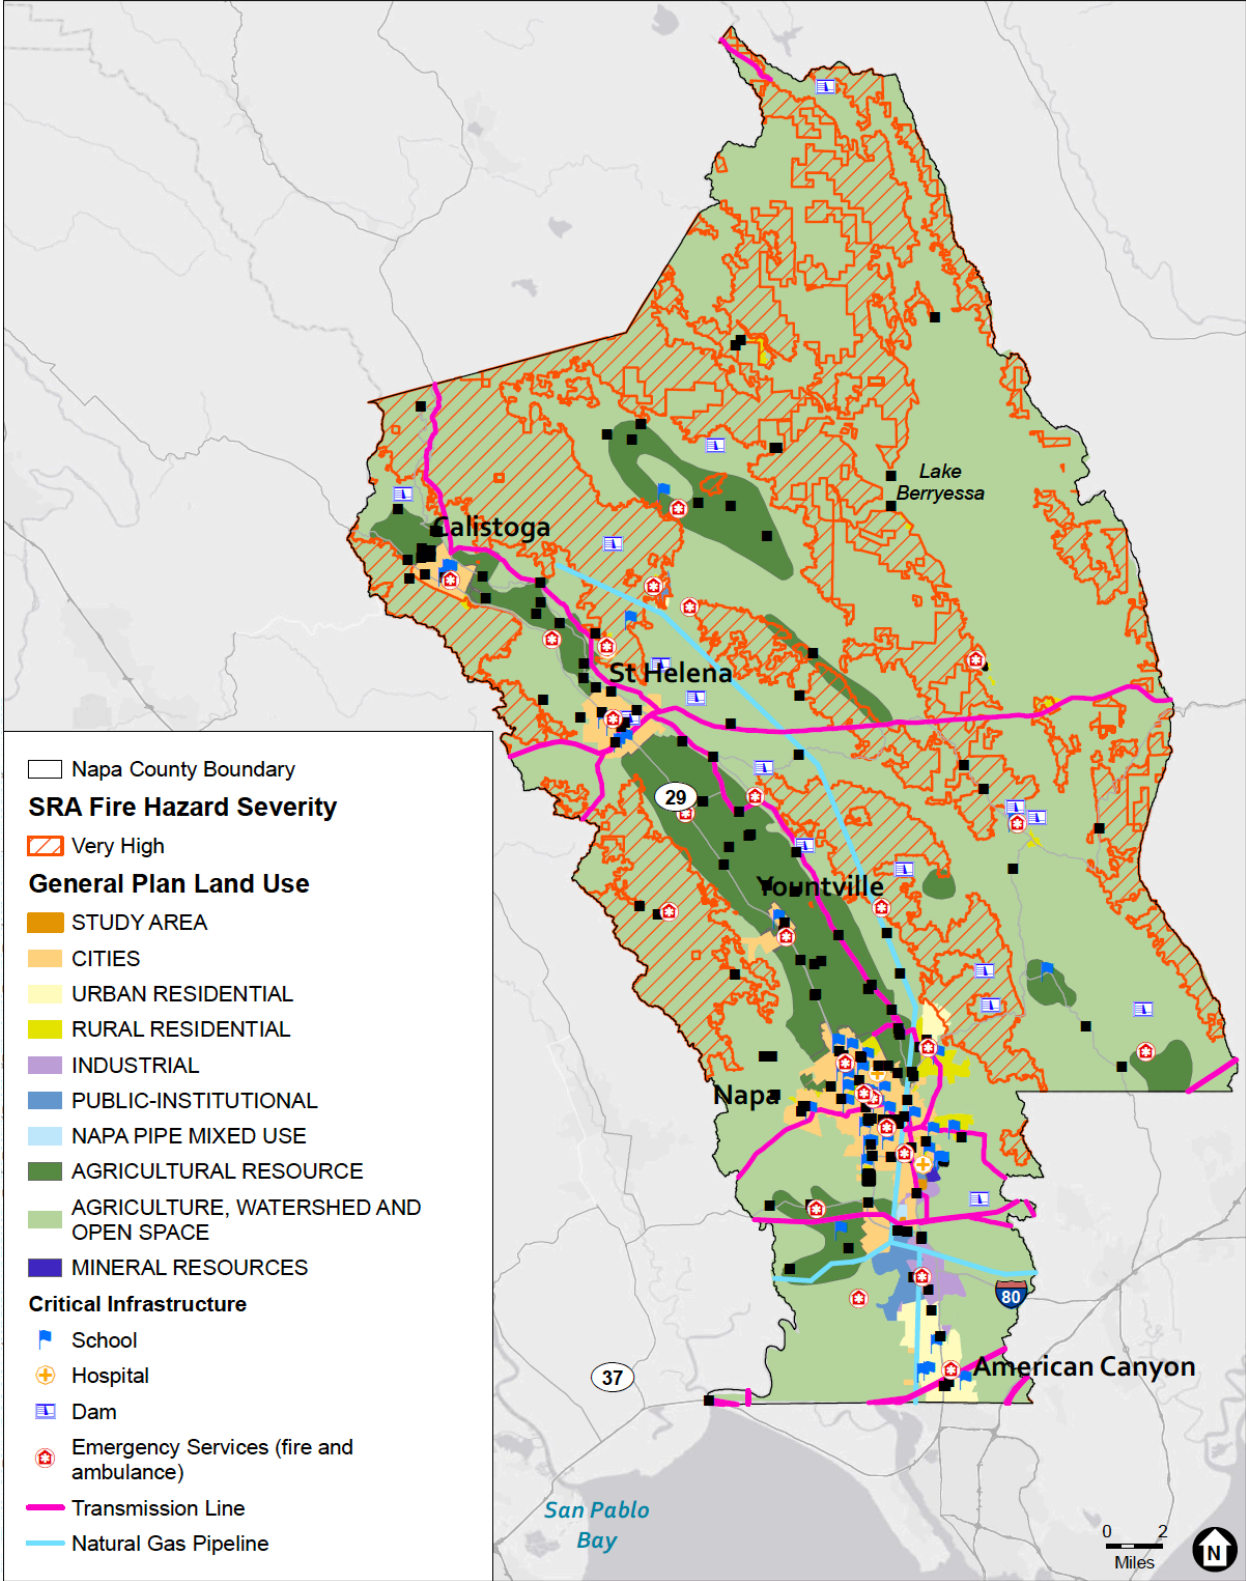 Lake
Berryessa
Calistoga
St Helena
29
Yountville
Napa
80
American Canyon
37
San Pablo
Bay
Napa County Boundary
SRA Fire Hazard Severity
Very High
General Plan Land Use
STUDY AREA
CITIES
URBAN RESIDENTIAL
RURAL RESIDENTIAL
INDUSTRIAL
PUBLIC-INSTITUTIONAL
NAPA PIPE MIXED USE
AGRICULTURAL RESOURCE
AGRICULTURE, WATERSHED AND
OPEN SPACE
MINERAL RESOURCES
Critical Infrastructure
School
Hospital
Dam
Emergency Services (fire and
ambulance)
Transmission Line
Natural Gas Pipeline
0 2
Miles
N